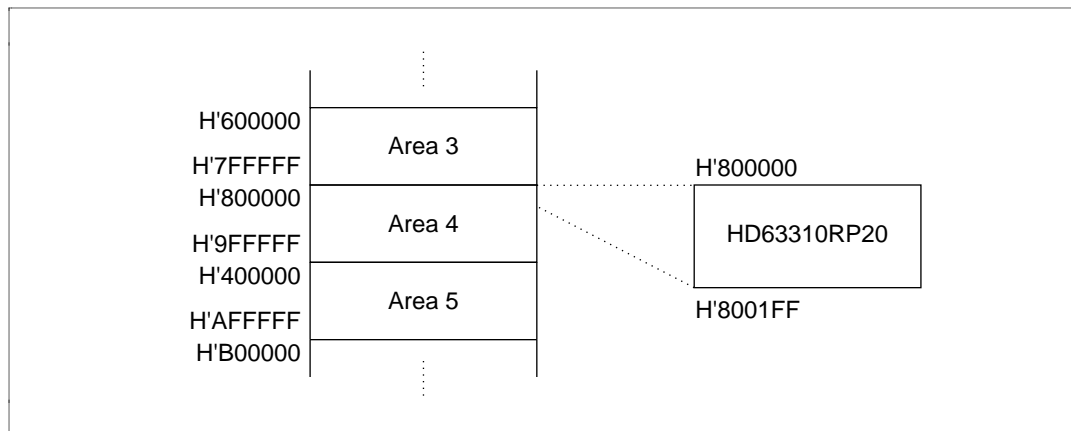 H'600000
Area 3
H'7FFFFF
H'800000
Area 4
H'9FFFFF
H'400000
Area 5
H'AFFFFF
H'B00000
H'800000
HD63310RP20
H'8001FF